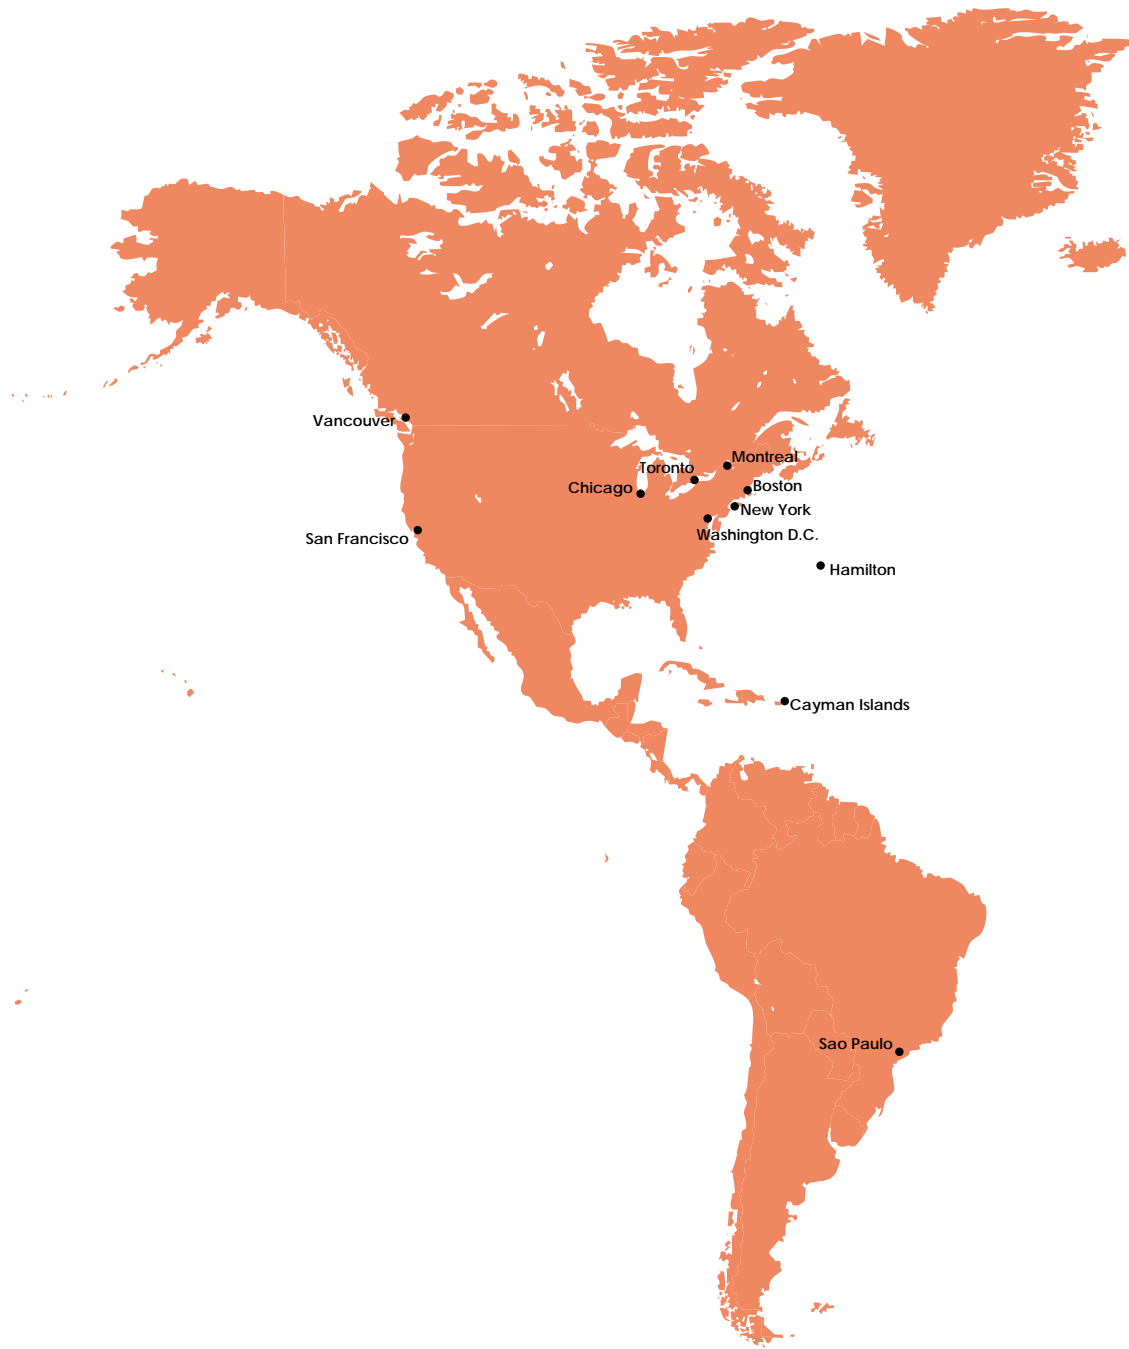 Vancouver
Montreal
Toronto
Boston
Chicago
New York
Washington D.C.
San Francisco
Hamilton
Cayman Islands
Sao Paulo